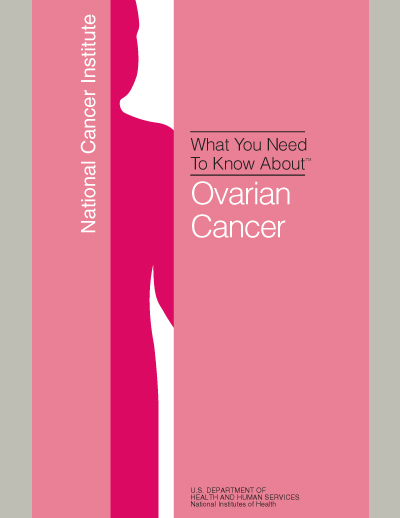 National Cancer Institute
What You Need
To Know About™
Ovarian
Cancer
U.S. DEPARTMENT OF
HEALTH AND HUMAN SERVICES
National Institutes of Health